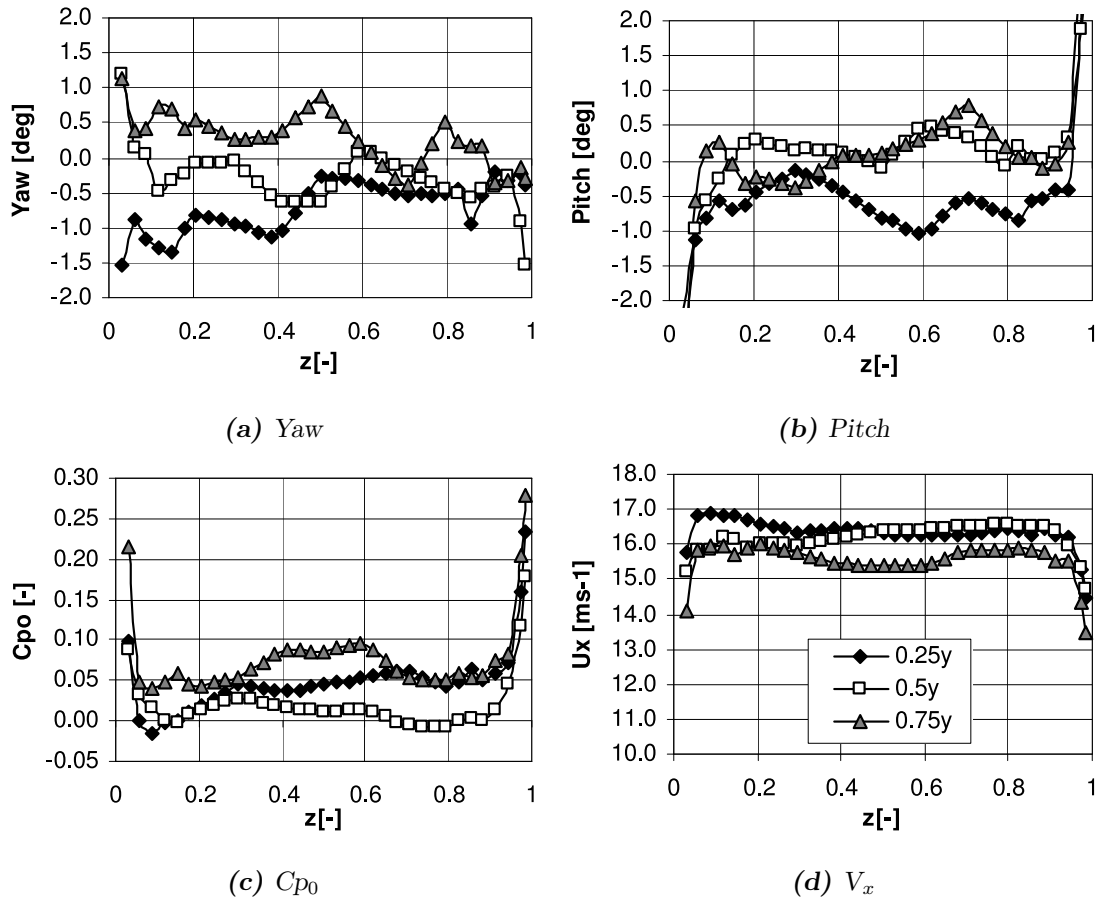 2.0
1.5
1.0
0.5
0.0
-0.5
-1.0
-1.5
-2.0
Yaw [deg]
0 0.2 0.4 0.6 0.8 1
z[-]
(a) Yaw
2.0
1.5
1.0
0.5
0.0
-0.5
-1.0
-1.5
-2.0
Pitch [deg]
0 0.2 0.4 0.6 0.8 1
z[-]
(b) Pitch
0.30
0.25
0.20
0.15
0.10
0.05
0.00
-0.05
Cpo [-]
0 0.2 0.4 0.6 0.8 1
z[-]
(c) Cp0
18.0
17.0
16.0
15.0
14.0
13.0
12.0
11.0
10.0
Ux [ms-1]
0.25y
0.5y
0.75y
0 0.2 0.4 0.6 0.8 1
z[-]
(d) Vx